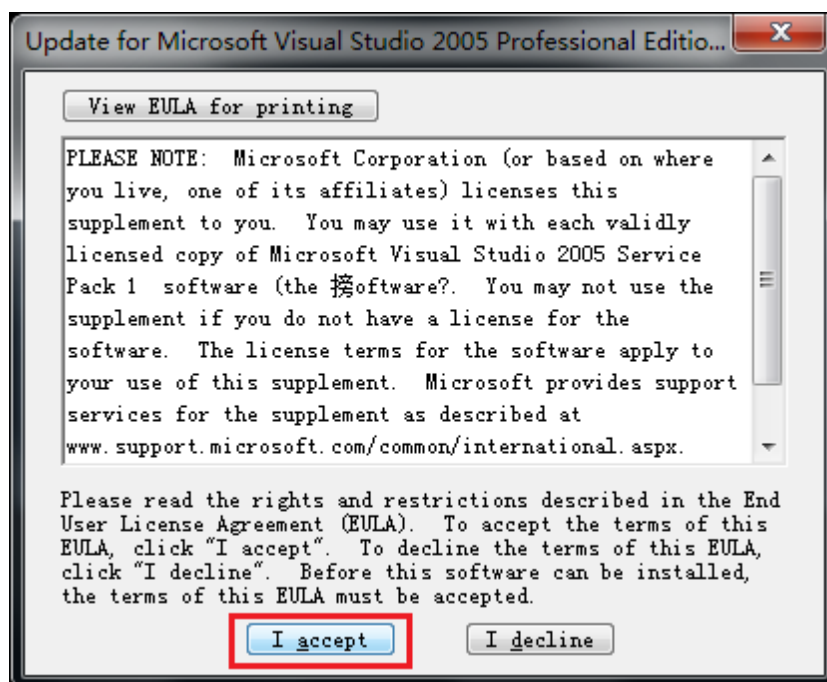 Update for Microsoft Visual Studio 2005 Professional Editio...
View EULA for printing
PLEASE NOTE: Microsoft Corporation (or based on where
you live, one of its affiliates) licenses this
supplement to you. You may use it with each validly
licensed copy of Microsoft Visual Studio 2005 Service
Pack 1 software (the 搒oftware?. You may not use the
supplement if you do not have a license for the
software. The license terms for the software apply to
your use of this supplement. Microsoft provides support
services for the supplement as described at
www.support.microsoft.com/common/international.aspx.
Please read the rights and restrictions described in the End
User License Agreement (EULA). To accept the terms of this
EULA, click "I accept". To decline the terms of this EULA,
click "I decline". Before this software can be installed,
the terms of this EULA must be accepted.
I accept
I decline